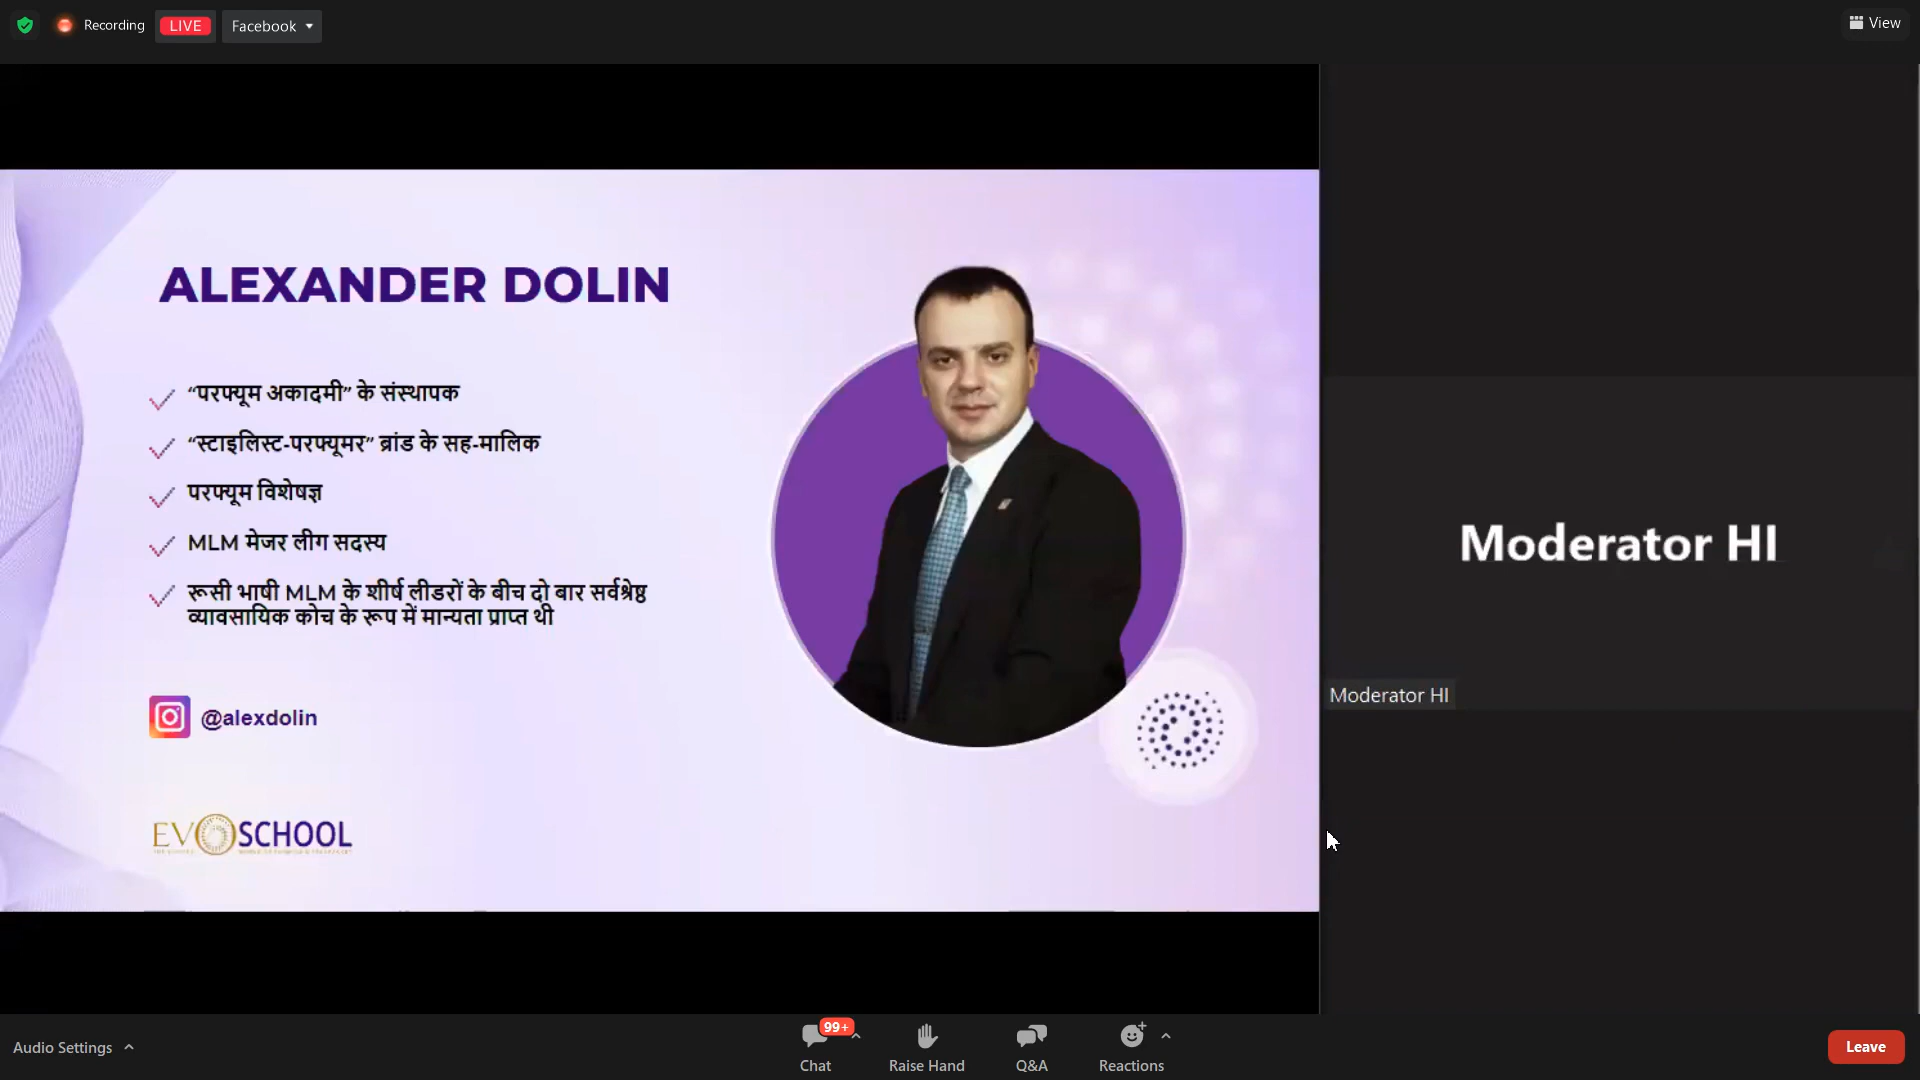 Recording
LIVE
Facebook
View
ALEXANDER DOLIN
“परफ्यूम अकादमी” के संस्थापक
“स्टाइलिस्ट-परफ्यूमर” ब्रांड के सह-मालिक
परफ्यूम विशेषज्ञ
MLM मेजर लीग सदस्य
रूसी भाषी MLM के शीर्ष लीडरों के बीच दो बार सर्वश्रेष्ठ
व्यावसायिक कोच के रूप में मान्यता प्राप्त थी
@alexdolin
EVOSCHOOL
Moderator HI
Moderator HI
Audio Settings
99+
Chat
Raise Hand
Q&A
Reactions
Leave